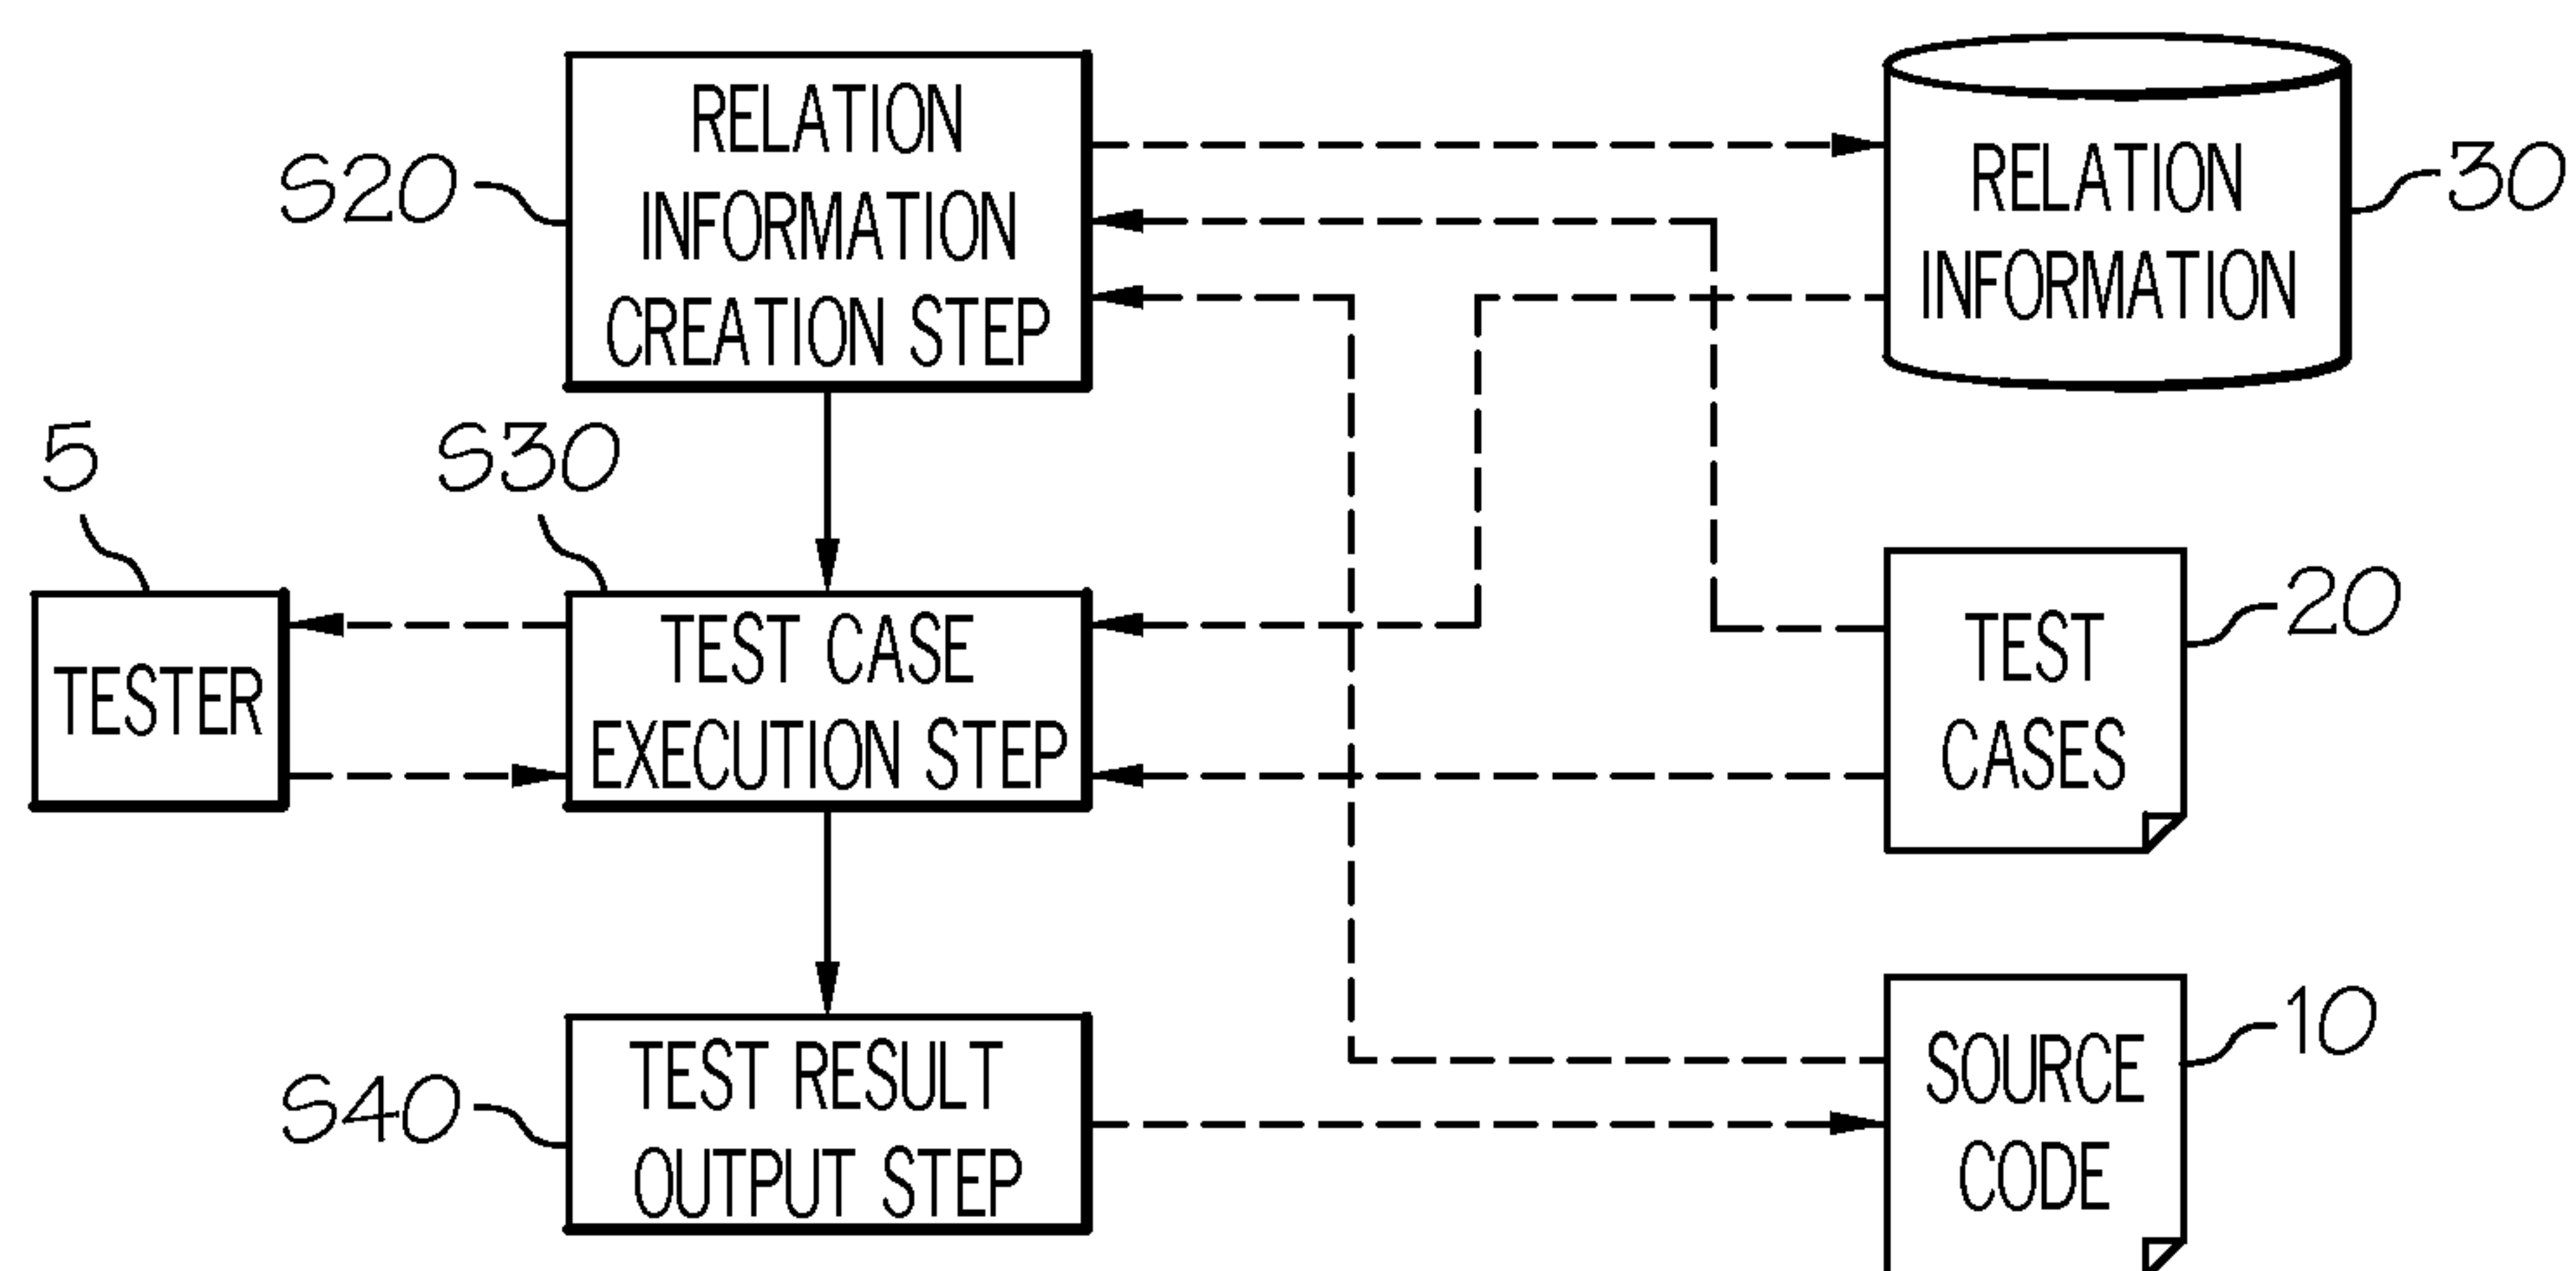 RELATION
INFORMATION
CREATION STEP
S20
RELATION
INFORMATION
30
5
S30
TESTER
TEST CASE
EXECUTION STEP
TEST
CASES
20
S40
TEST RESULT
OUTPUT STEP
SOURCE
CODE
10